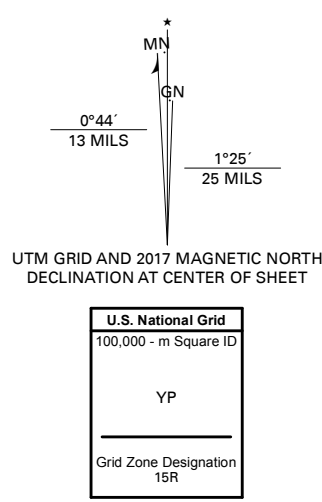 ★
MN
GN
0°44´
13 MILS
1°25´
25 MILS
UTM GRID AND 2017 MAGNETIC NORTH
DECLINATION AT CENTER OF SHEET
U.S. National Grid
100,000 - m Square ID
YP
Grid Zone Designation
15R